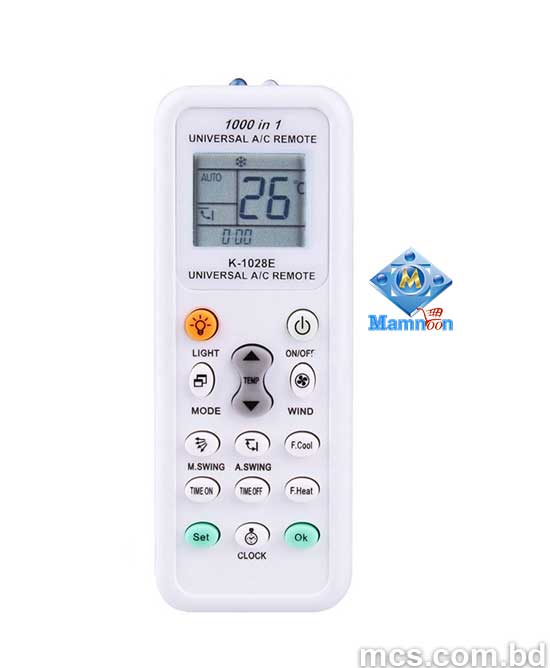 1000 in 1
UNIVERSAL A/C REMOTE
AUTO
26 °C
0:00
K-1028E
UNIVERSAL A/C REMOTE
M
Mamnoon
LIGHT
ON/OFF
TEMP
MODE
WIND
F.Cool
M.SWING
A.SWING
TIME ON
TIME OFF
F.Heat
Set
Ok
CLOCK
mcs.com.bd